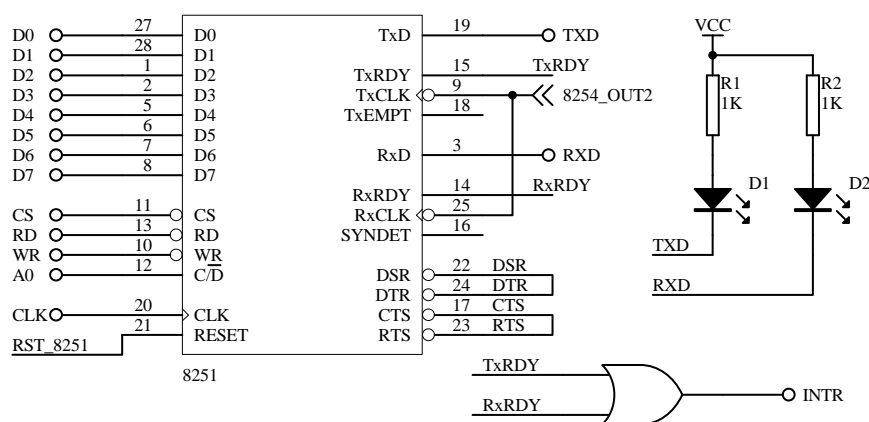 D0 27 D0 TxD 19 TXD
D1 28 D1
D2 1 D2 TxRDY 15 TxRDY
D3 2 D3 TxCLK 9 8254_OUT2
D4 5 D4 TxEMPT 18
D5 6 D5
D6 7 D6 RxD 3 RXD
D7 8 D7
RxRDY 14 RxRDY
CS 11 CS RxCLK 25
RD 13 RD SYNDET 16
WR 10 WR
A0 12 C/D DSR 22 DSR
DTR 24 DTR
CLK 20 CLK CTS 17 CTS
RST_8251 21 RESET RTS 23 RTS
8251
VCC
R1 R2
1K 1K
D1 D2
TXD
RXD
TxRDY
INTR
RxRDY